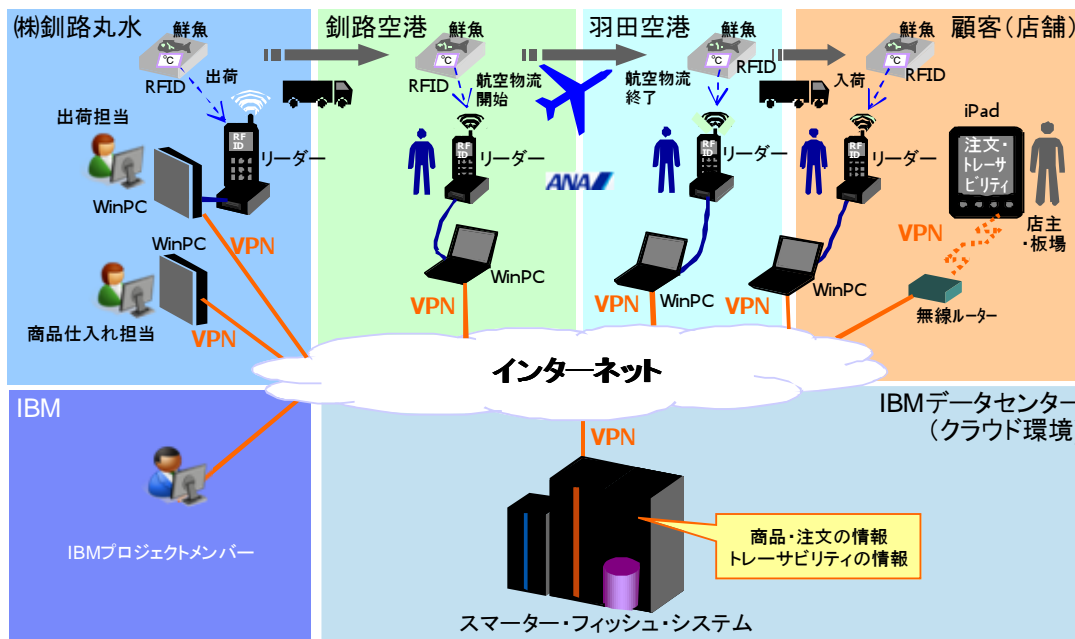 ㈱釧路丸水
鮮魚
℃
RFID
出荷
出荷担当
RF
ID
リーダー
WinPC
VPN
WinPC
商品仕入れ担当
VPN
釧路空港
鮮魚
℃
RFID
航空物流
開始
RF
ID
リーダー
ANA
WinPC
VPN
羽田空港
鮮魚
℃
RFID
航空物流
終了
RF
ID
リーダー
WinPC
VPN
顧客(店舗)
鮮魚
℃
RFID
入荷
RF
ID
リーダー
WinPC
VPN
iPad
注文・
トレーサ
ビリティ
店主
・板場
VPN
無線ルーター
インターネット
IBM
IBMプロジェクトメンバー
IBMデータセンター
(クラウド環境
VPN
商品・注文の情報
トレーサビリティの情報
スマーター・フィッシュ・システム